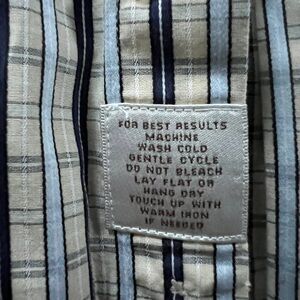 FOR BEST RESULTS
MACHINE
WASH COLD
GENTLE CYCLE
DO NOT BLEACH
LAY FLAT OR
HANG DRY
TOUCH UP WITH
WARM IRON
IF NEEDED